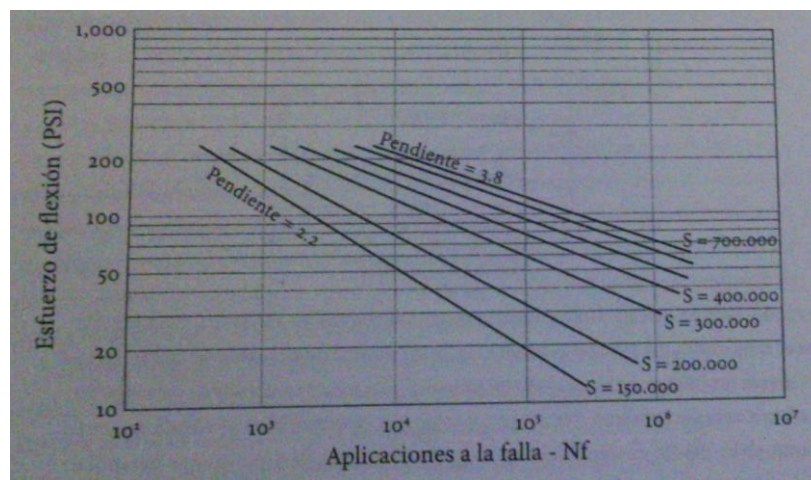 1,000
500
200
100
50
20
10
Esfuerzo de flexión (PSI)
Pendiente = 3.8
Pendiente = 2.2
S = 700.000
S = 400.000
S = 300.000
S = 200.000
S = 150.000
10² 10³ 10⁴ 10⁵ 10⁶ 10⁷
Aplicaciones a la falla - Nf